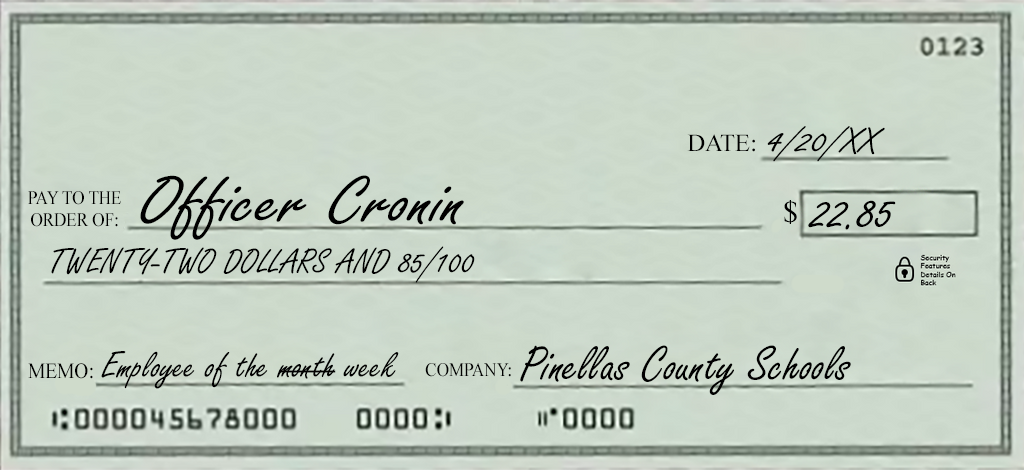 0123
DATE: 4/20/XX
PAY TO THE
ORDER OF: Officer Cronin $ 22.85
TWENTY-TWO DOLLARS AND 85/100
Security
Features
Details On
Back
MEMO: Employee of the month week COMPANY: Pinellas County Schools
⑆000045678000 0000⑆ ⑈0000